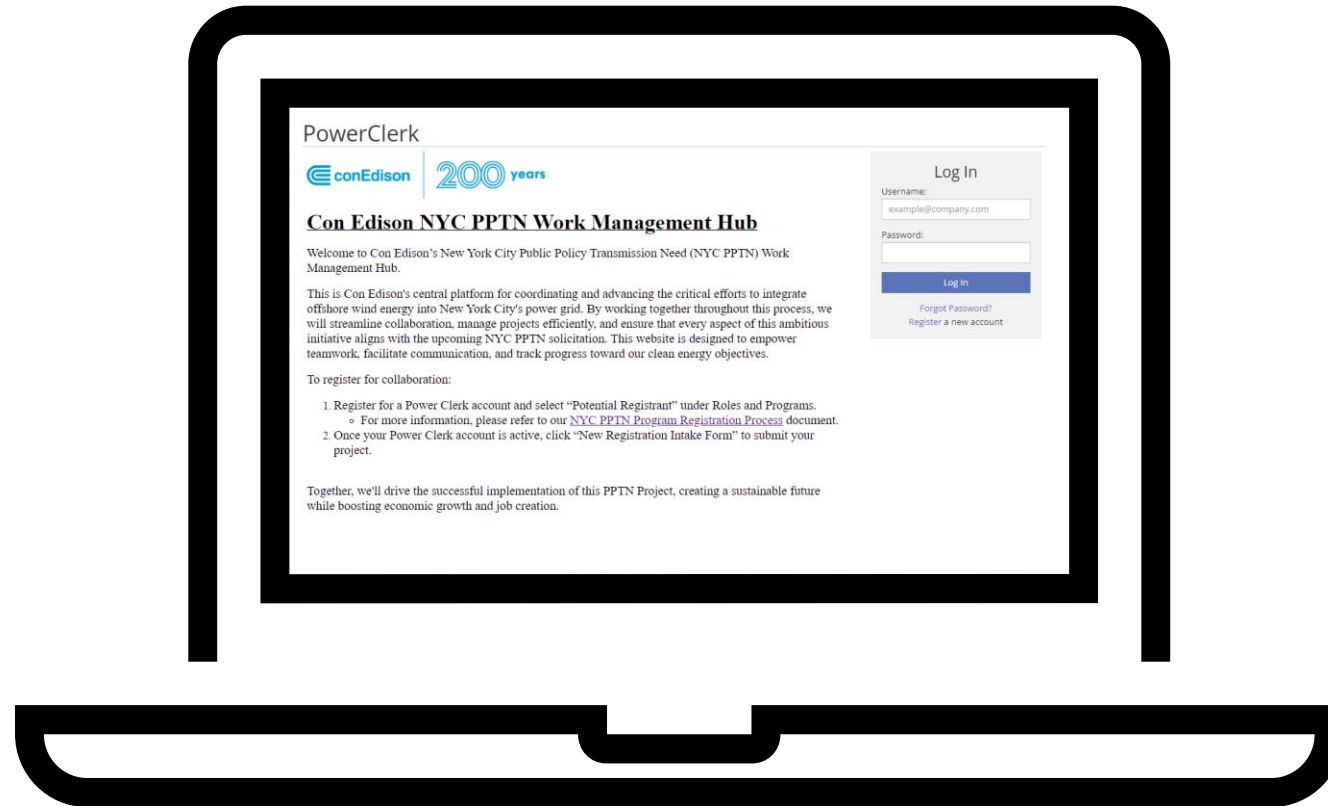 PowerClerk
conEdison
200 years
Con Edison NYC PPTN Work Management Hub
Welcome to Con Edison's New York City Public Policy Transmission Need (NYC PPTN) Work
Management Hub.
This is Con Edison's central platform for coordinating and advancing the critical efforts to integrate
offshore wind energy into New York City's power grid. By working together throughout this process, we
will streamline collaboration, manage projects efficiently, and ensure that every aspect of this ambitious
initiative aligns with the upcoming NYC PPTN solicitation. This website is designed to empower
teamwork, facilitate communication, and track progress toward our clean energy objectives.
To register for collaboration:
1. Register for a Power Clerk account and select “Potential Registrant” under Roles and Programs.
○ For more information, please refer to our NYC PPTN Program Registration Process document.
2. Once your Power Clerk account is active, click “New Registration Intake Form” to submit your
project.
Together, we'll drive the successful implementation of this PPTN Project, creating a sustainable future
while boosting economic growth and job creation.
Log In
Username:
example@company.com
Password:
Log In
Forgot Password?
Register a new account